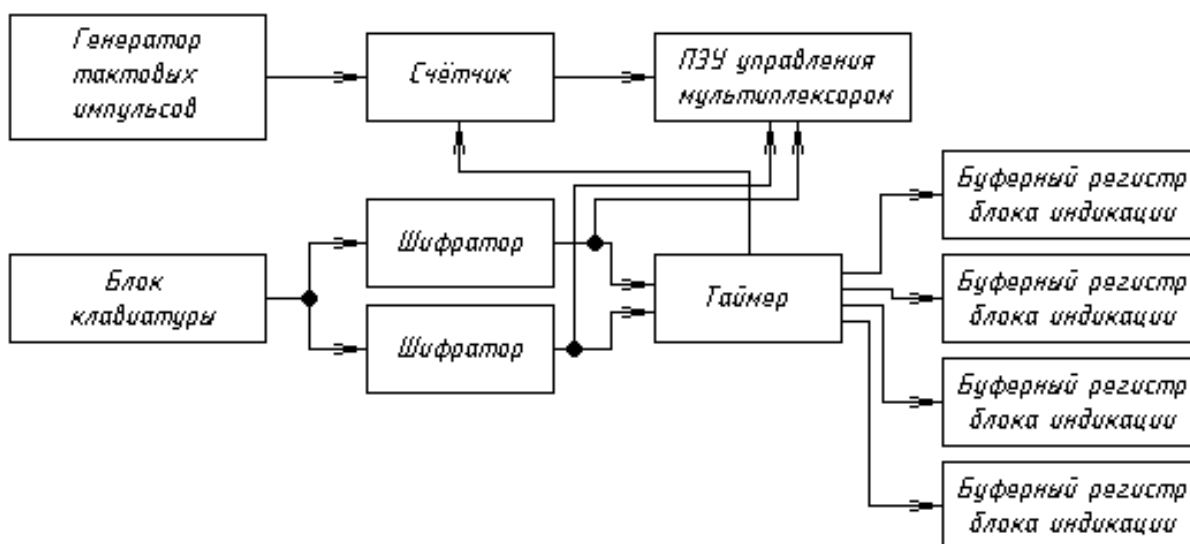 Генератор
тактовых
импульсов
Счётчик
ПЗУ управления
мультиплексором
Блок
клавиатуры
Шифратор
Шифратор
Таймер
Буферный регистр
блока индикации
Буферный регистр
блока индикации
Буферный регистр
блока индикации
Буферный регистр
блока индикации